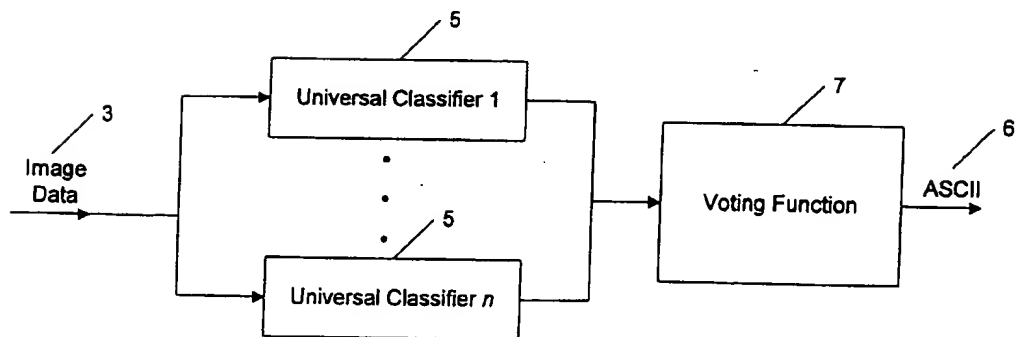 5
Universal Classifier 1
3
Image
Data
7
Voting Function
6
ASCII
5
Universal Classifier n